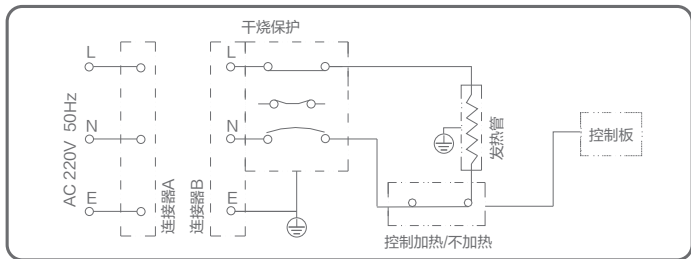 干烧保护
L
L
AC 220V 50Hz
N
N
E
E
连接器A
连接器B
发热管
控制板
控制加热/不加热